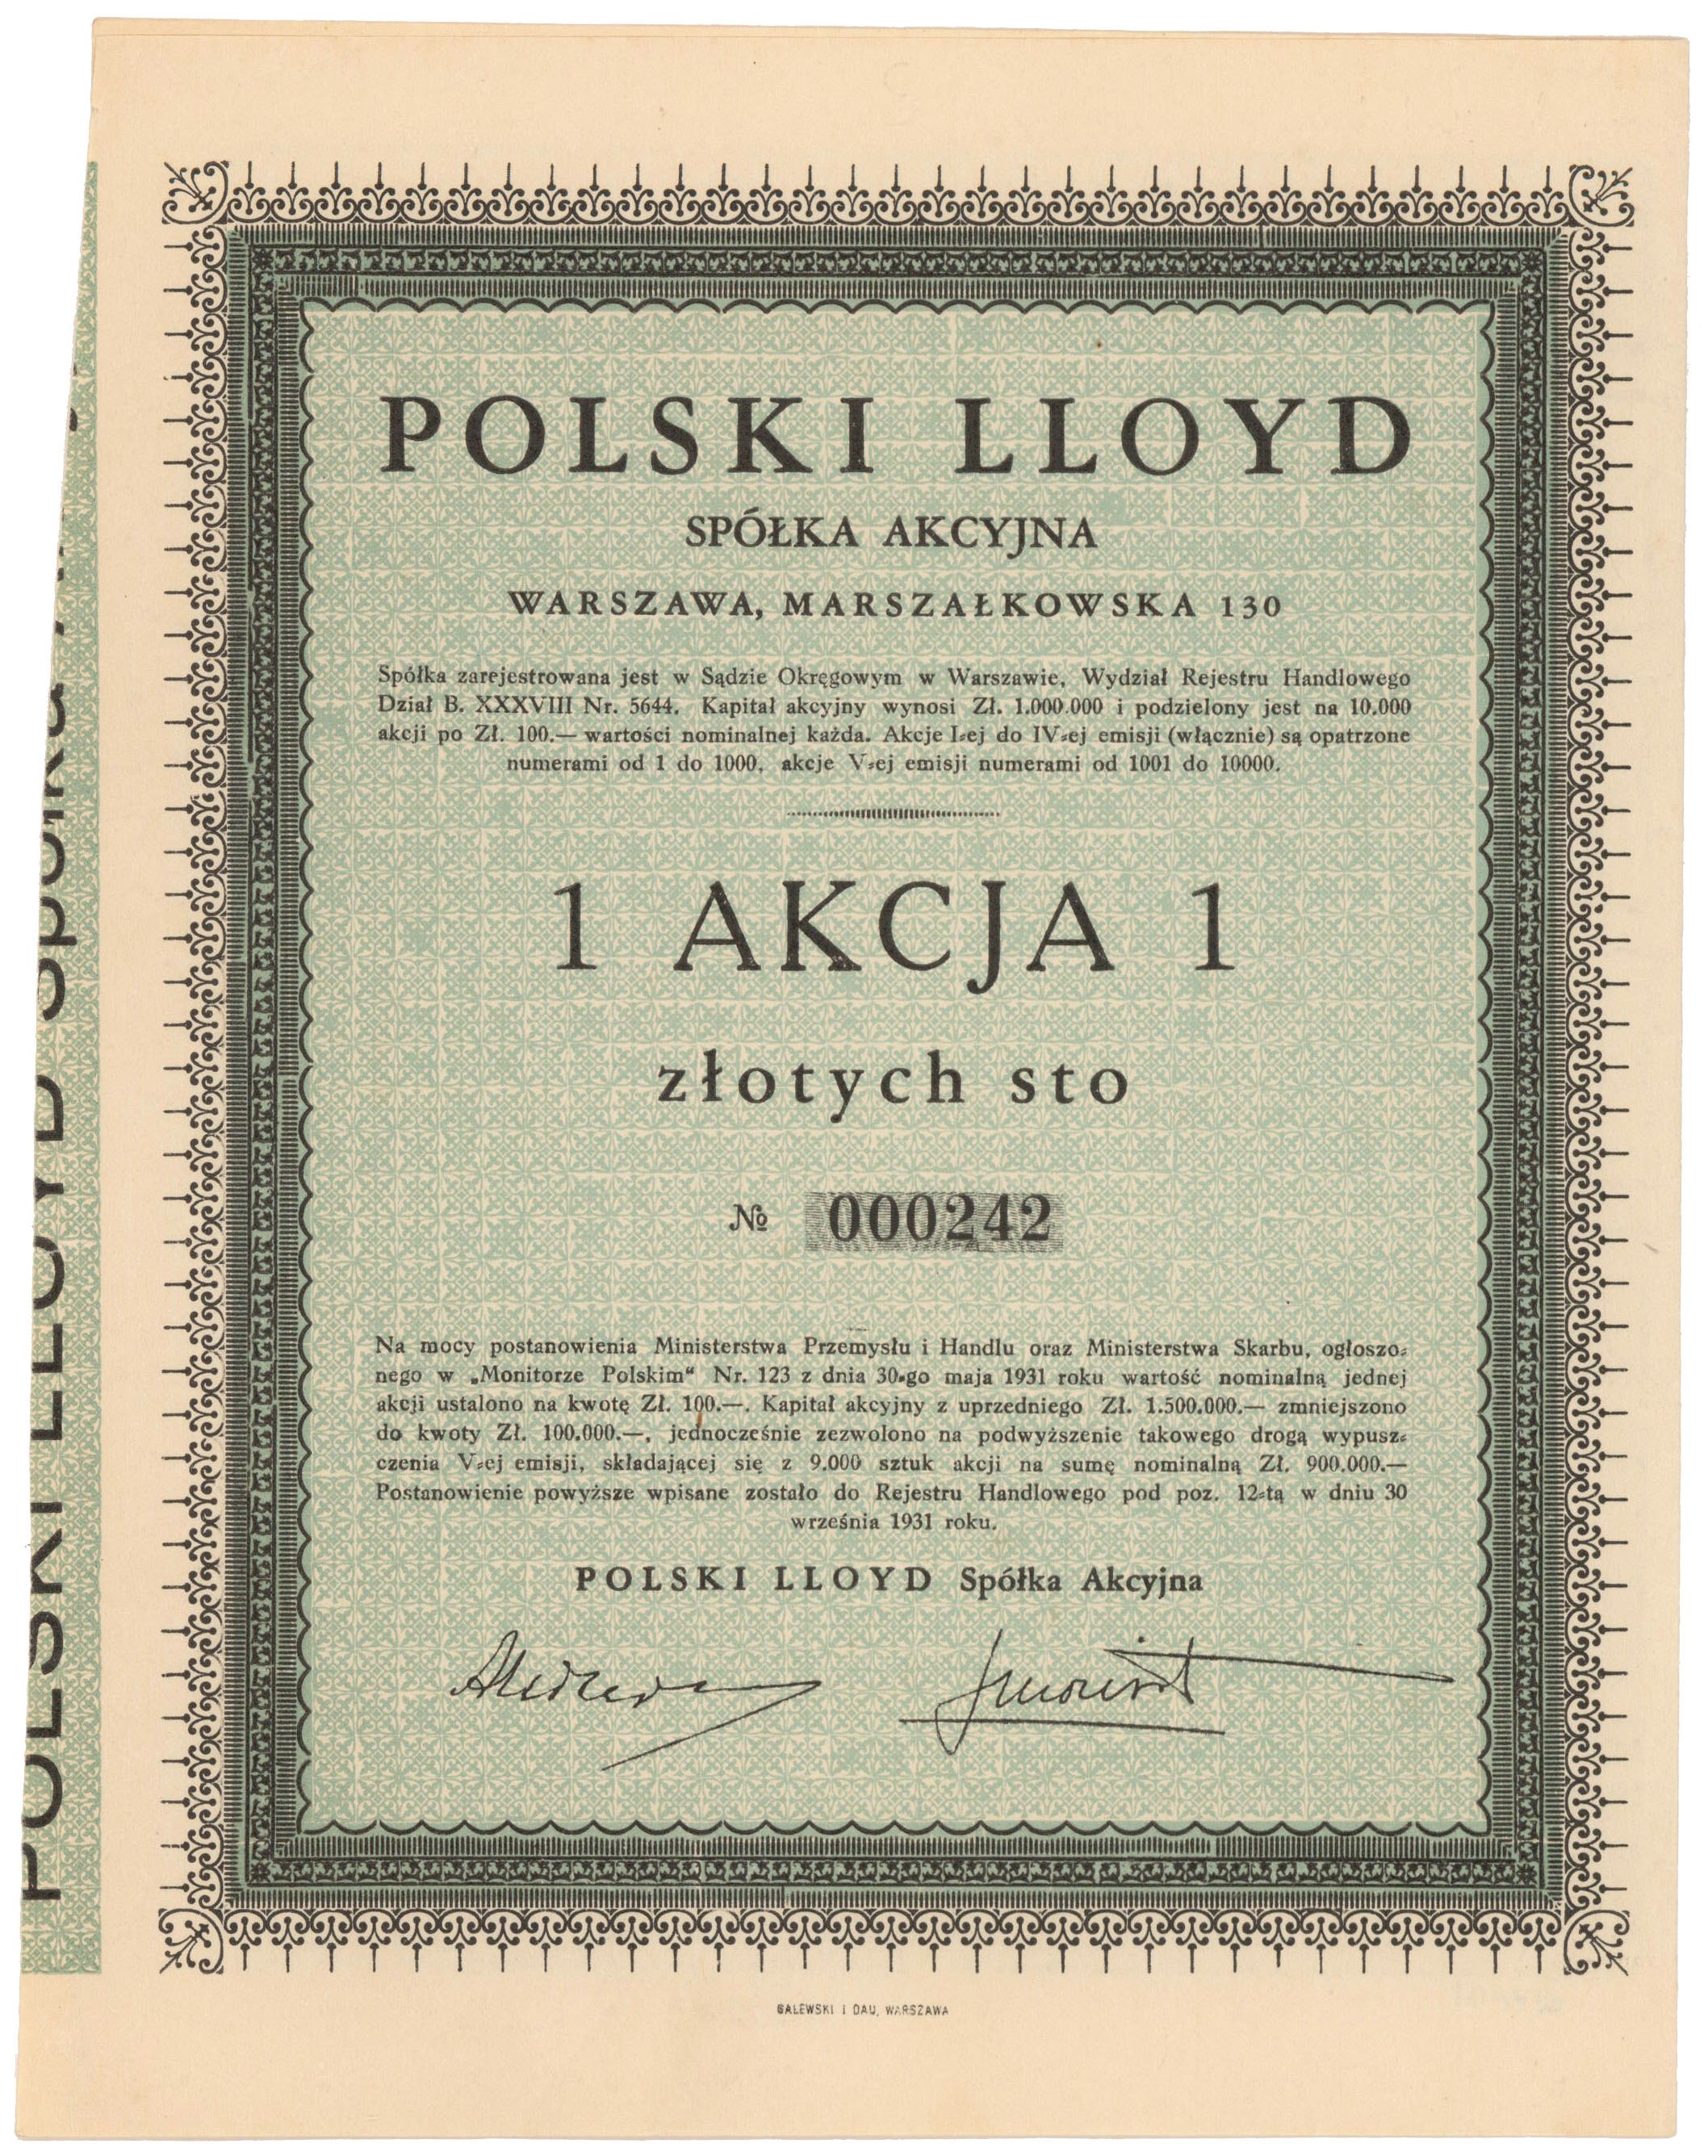 POLSKI LLOYD
SPÓŁKA AKCYJNA
WARSZAWA, MARSZAŁKOWSKA 130
Spółka zarejestrowana jest w Sądzie Okręgowym w Warszawie, Wydział Rejestru Handlowego
Dział B. XXXVIII Nr. 5644. Kapitał akcyjny wynosi Zł. 1.000.000 i podzielony jest na 10.000
akcji po Zł. 100.— wartości nominalnej każda. Akcje I-ej do IV-ej emisji (włącznie) są opatrzone
numerami od 1 do 1000, akcje V-ej emisji numerami od 1001 do 10000.
1 AKCJA 1
złotych sto
№ 000242
Na mocy postanowienia Ministerstwa Przemysłu i Handlu oraz Ministerstwa Skarbu, ogłoszo-
nego w „Monitorze Polskim“ Nr. 123 z dnia 30-go maja 1931 roku wartość nominalną jednej
akcji ustalono na kwotę Zł. 100.—. Kapitał akcyjny z uprzedniego Zł. 1.500.000.— zmniejszono
do kwoty Zł. 100.000.—, jednocześnie zezwolono na podwyższenie takowego drogą wypusz-
czenia V-ej emisji, składającej się z 9.000 sztuk akcji na sumę nominalną Zł. 900.000.—
Postanowienie powyższe wpisane zostało do Rejestru Handlowego pod poz. 12-tą w dniu 30
września 1931 roku.
POLSKI LLOYD Spółka Akcyjna
GALEWSKI I DAU, WARSZAWA
POLSKI LLOYD Spółka